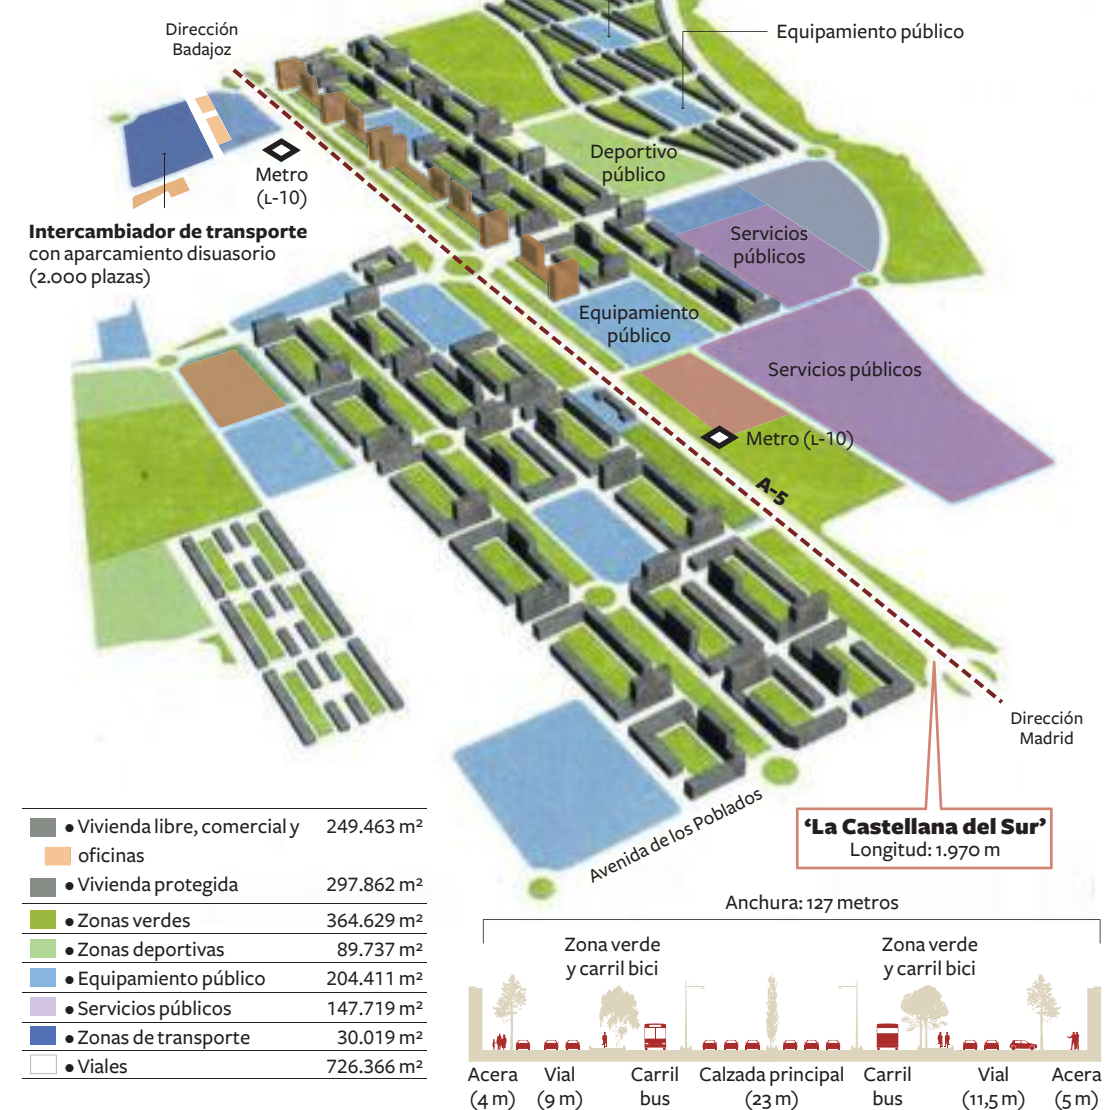 Dirección
Badajoz
Equipamiento público
Deportivo
público
Metro
(L-10)
Intercambiador de transporte
con aparcamiento disuasorio
(2.000 plazas)
Servicios
públicos
Equipamiento
público
Servicios públicos
Metro (L-10)
A-5
Dirección
Madrid
Avenida de los Poblados
‘La Castellana del Sur’
Longitud: 1.970 m
● Vivienda libre, comercial y 249.463 m²
oficinas
● Vivienda protegida 297.862 m²
● Zonas verdes 364.629 m²
● Zonas deportivas 89.737 m²
● Equipamiento público 204.411 m²
● Servicios públicos 147.719 m²
● Zonas de transporte 30.019 m²
● Viales 726.366 m²
Anchura: 127 metros
Zona verde
y carril bici
Zona verde
y carril bici
Acera
(4 m)
Vial
(9 m)
Carril
bus
Calzada principal
(23 m)
Carril
bus
Vial
(11,5 m)
Acera
(5 m)